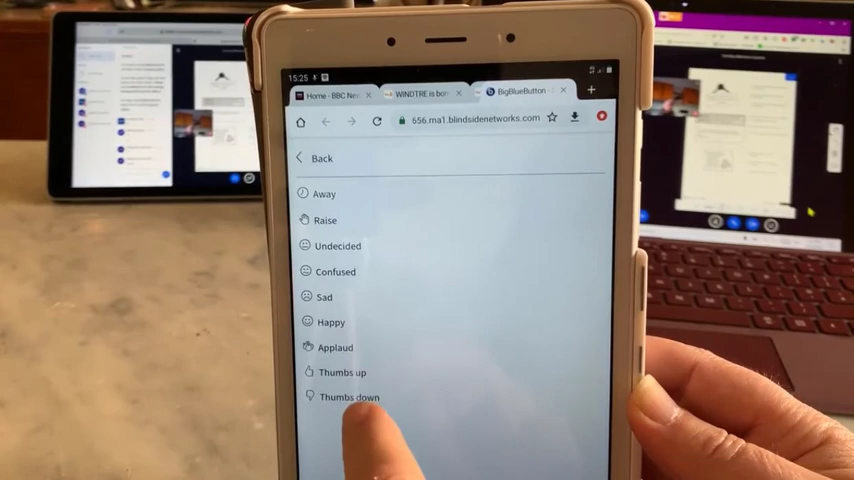 15:25
Home - BBC New
WINDTRE is bor
BigBlueButton -
656.ma1.blindsidenetworks.com
Back
Away
Raise
Undecided
Confused
Sad
Happy
Applaud
Thumbs up
Thumbs down